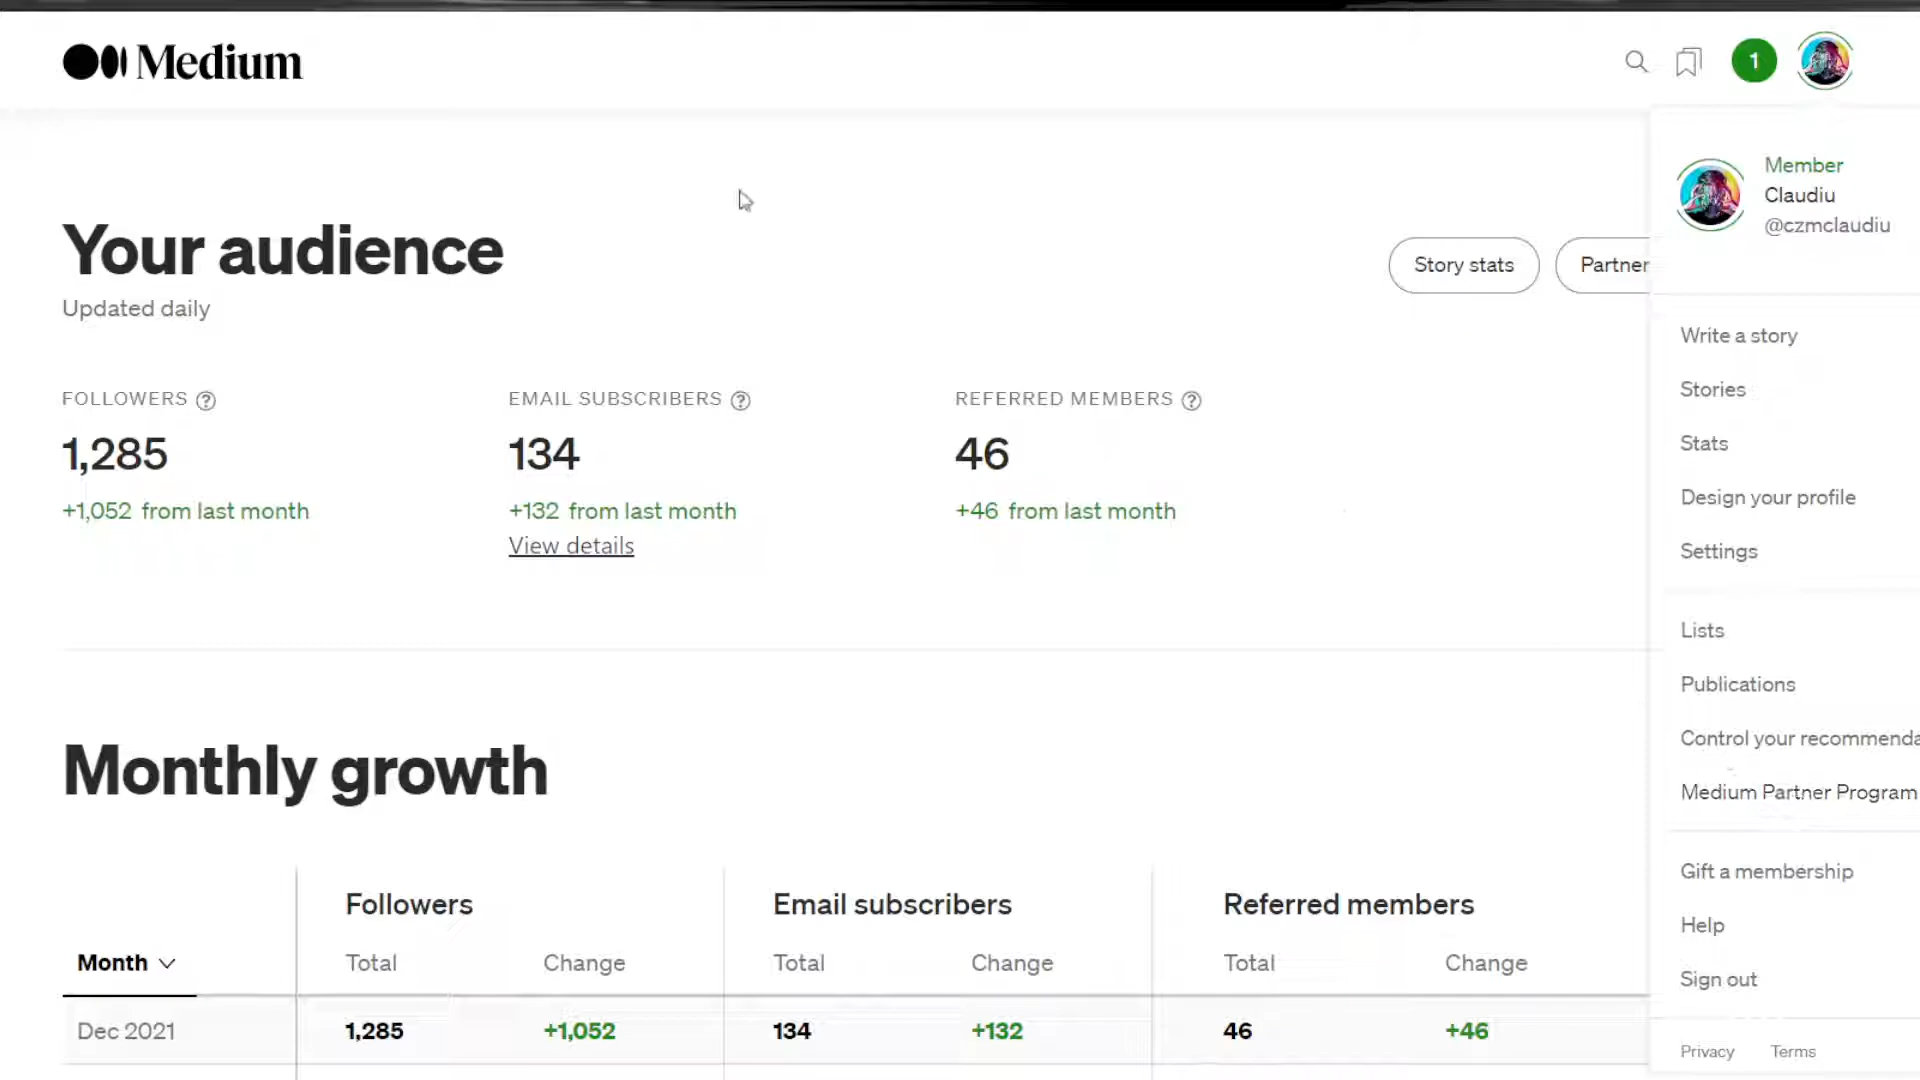 Medium
1
Member
Claudiu
@czmclaudiu
Your audience
Updated daily
Story stats
Partner
FOLLOWERS ?
EMAIL SUBSCRIBERS ?
REFERRED MEMBERS ?
1,285
134
46
+1,052 from last month
+132 from last month
+46 from last month
View details
Write a story
Stories
Stats
Design your profile
Settings
Lists
Publications
Control your recommenda
Medium Partner Program
Gift a membership
Help
Sign out
Privacy Terms
Monthly growth
Followers
Email subscribers
Referred members
Month
Total Change Total Change Total Change
Dec 2021 1,285 +1,052 134 +132 46 +46